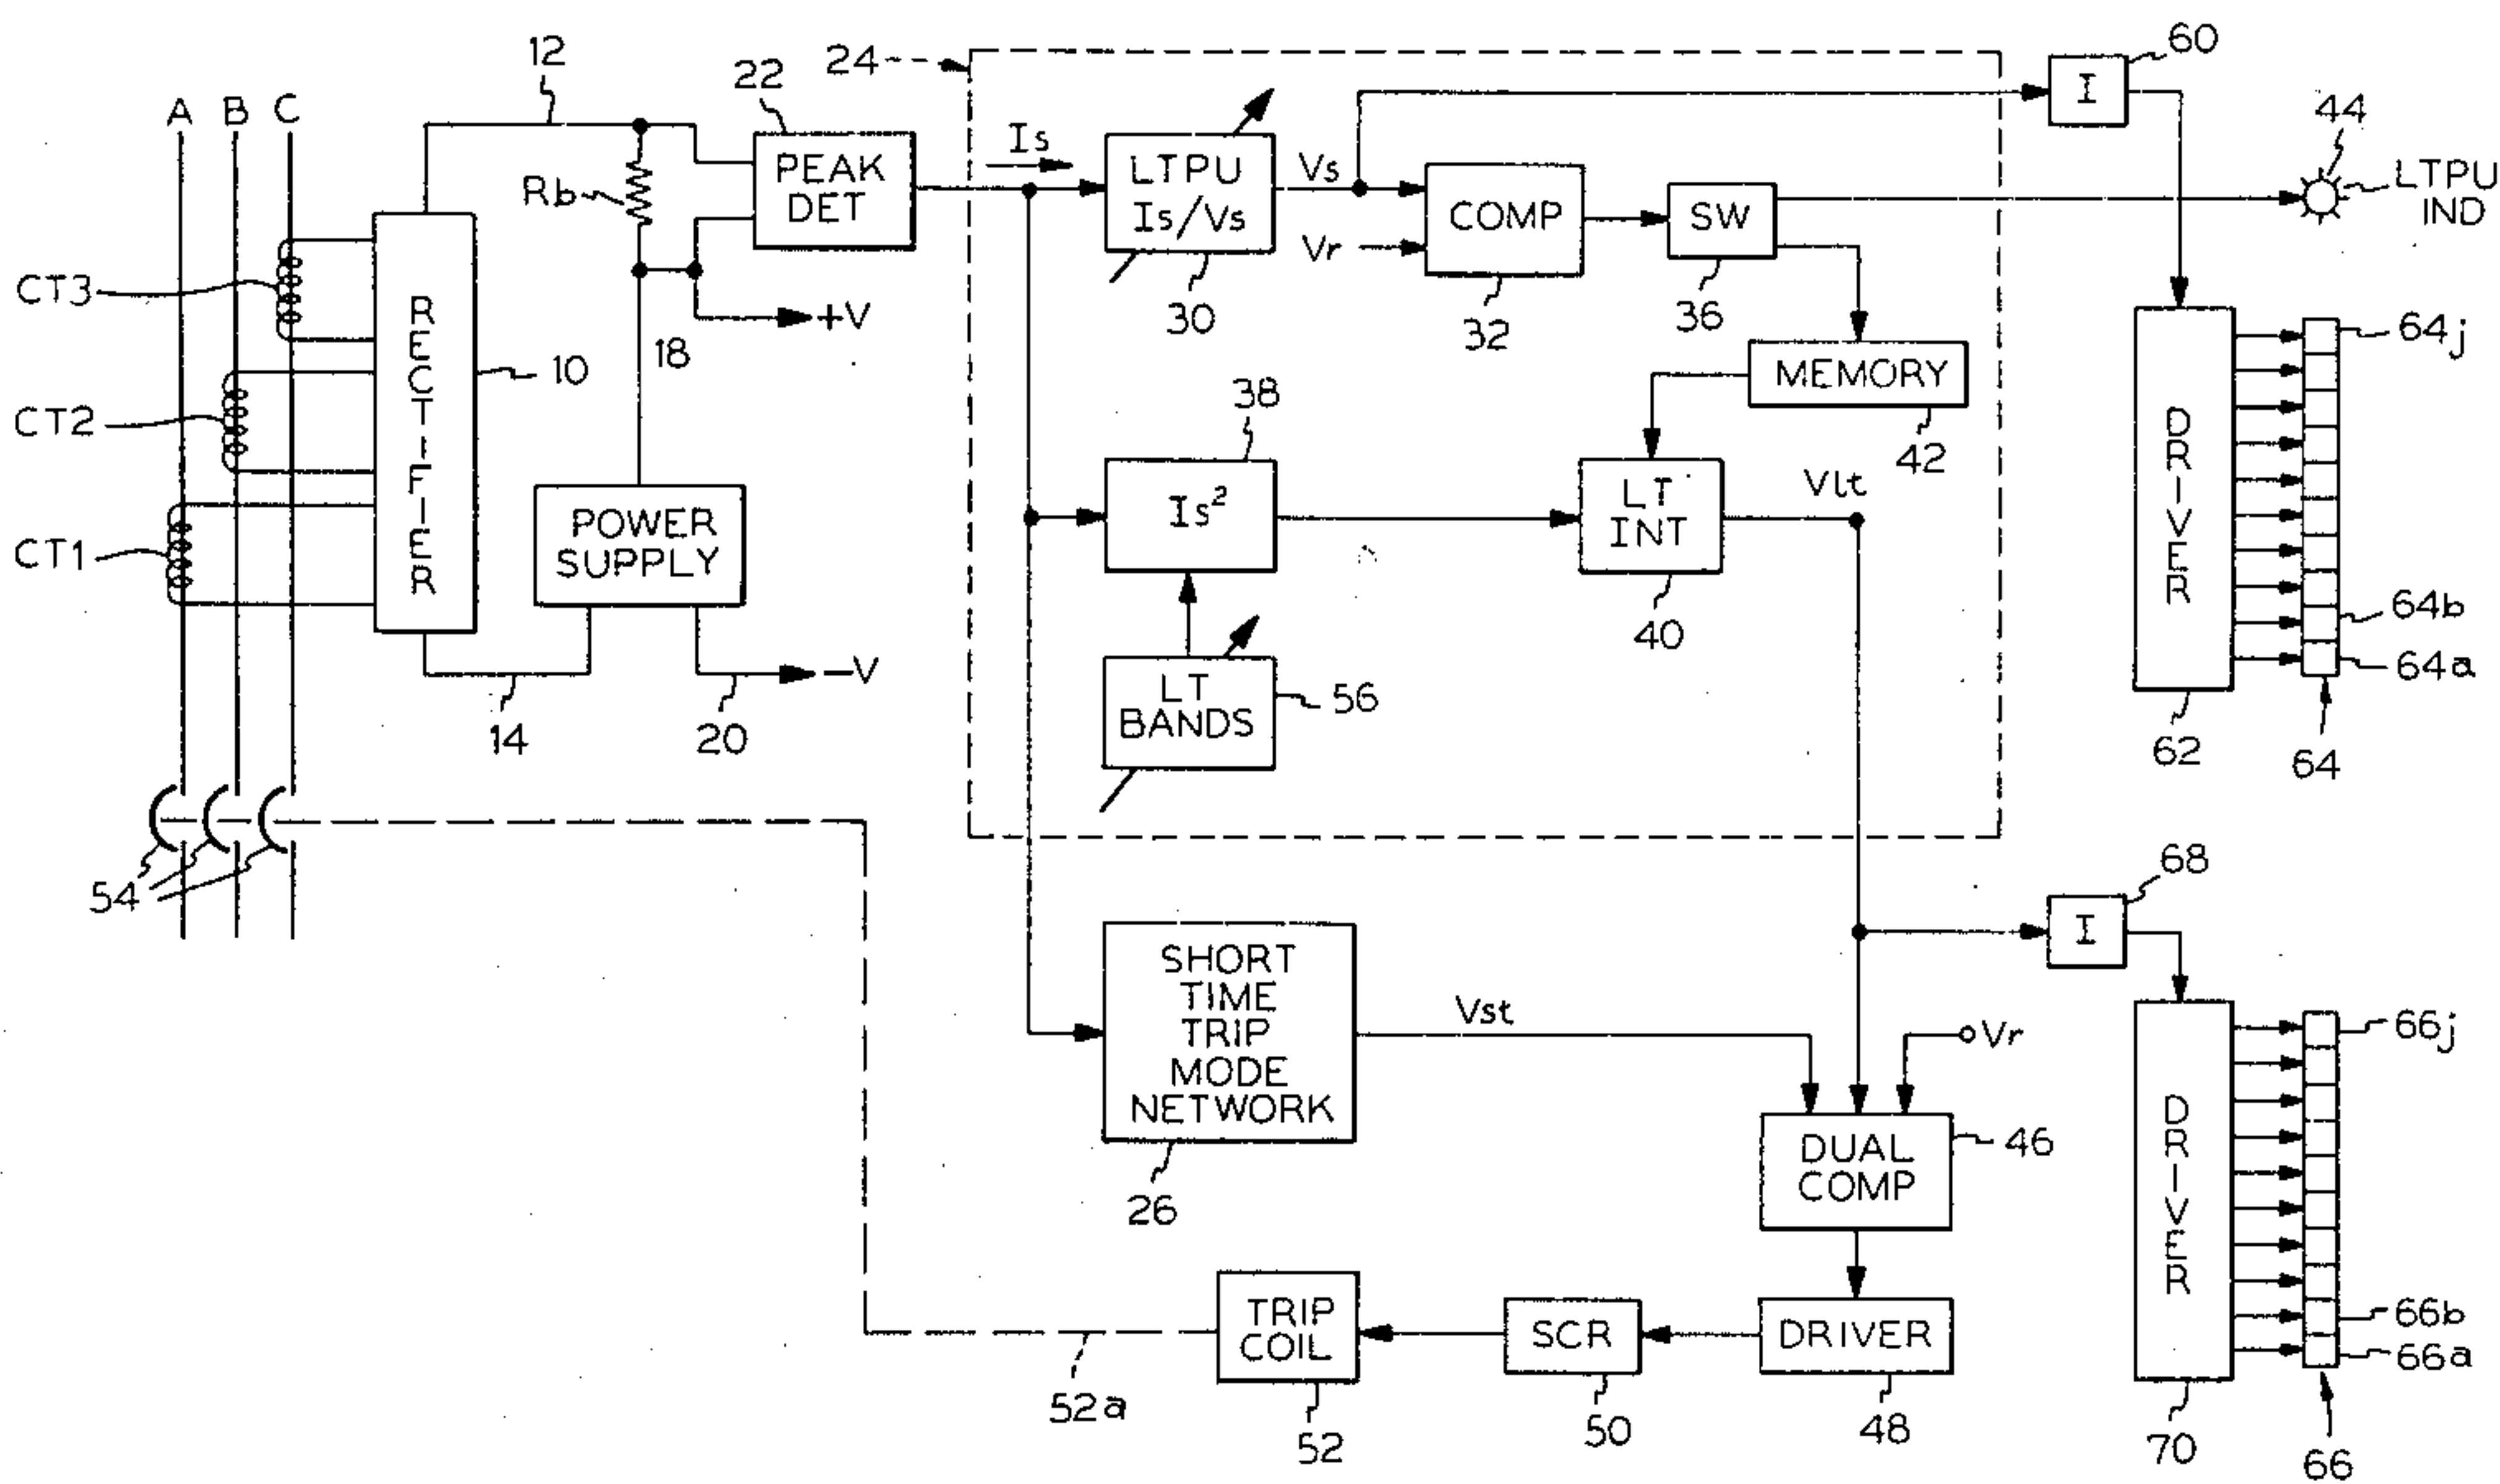 A
B
C
12
22
24
60
44
PEAK
DET
Is
LTPU
Is/Vs
Vs
Vr
COMP
SW
I
LTPU
IND
Rb
30
32
36
CT3
CT2
CT1
RECTIFIER
10
18
+V
POWER
SUPPLY
14
20
-V
38
Is²
MEMORY
42
LT
INT
40
Vlt
LT
BANDS
56
DRIVER
62
64j
64b
64a
64
54
SHORT
TIME
TRIP
MODE
NETWORK
26
Vst
Vr
68
I
DUAL
COMP
46
DRIVER
48
SCR
50
TRIP
COIL
52
52a
DRIVER
70
66j
66b
66a
66